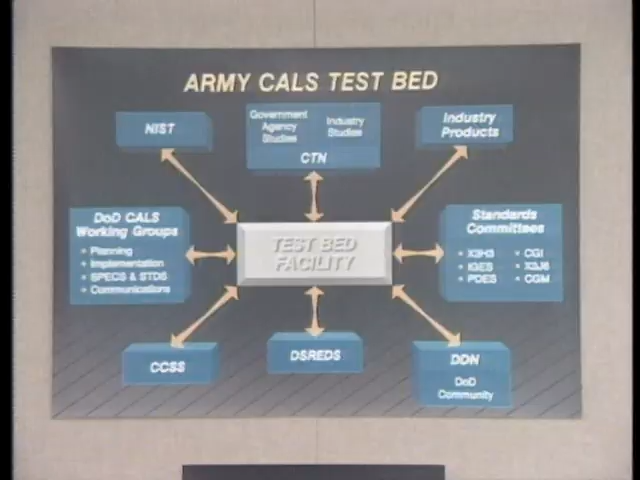 ARMY CALS TEST BED
NIST
Government
Agency
Studies
Industry
Studies
CTN
Industry
Products
DoD CALS
Working Groups
• Planning
• Implementation
• SPECS & STDS
• Communications
TEST BED
FACILITY
Standards
Committees
• X3H3
• IGES
• PDES
• CGI
• X3J6
• CGM
CCSS
DSREDS
DDN
DoD
Community